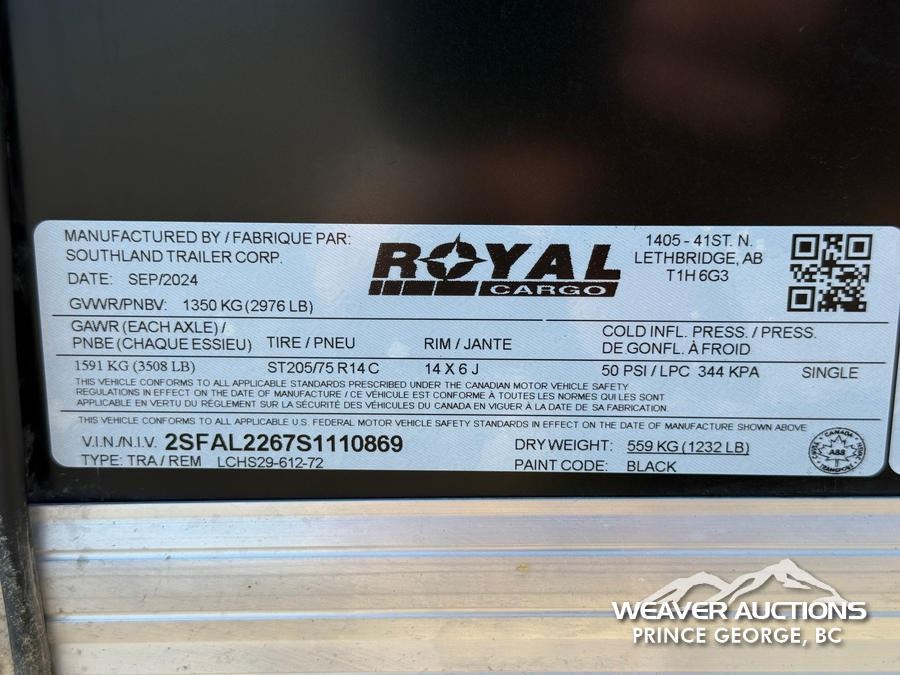 MANUFACTURED BY / FABRIQUE PAR:
SOUTHLAND TRAILER CORP.
DATE: SEP/2024
GVWR/PNBV: 1350 KG (2976 LB)
ROYAL
CARGO
1405 - 41ST. N.
LETHBRIDGE, AB
T1H 6G3
GAWR (EACH AXLE) /
PNBE (CHAQUE ESSIEU) TIRE / PNEU RIM / JANTE
COLD INFL. PRESS. / PRESS.
DE GONFL. À FROID
1591 KG (3508 LB) ST205/75 R14 C 14 X 6 J 50 PSI / LPC 344 KPA SINGLE
THIS VEHICLE CONFORMS TO ALL APPLICABLE STANDARDS PRESCRIBED UNDER THE CANADIAN MOTOR VEHICLE SAFETY
REGULATIONS IN EFFECT ON THE DATE OF MANUFACTURE / CE VÉHICULE EST CONFORME À TOUTES LES NORMES QUI LUI SONT
APPLICABLE EN VERTU DU RÉGLEMENT SUR LA SÉCURITÉ DES VÉHICULES DU CANADA EN VIGUER À LA DATE DE SA FABRICATION.
THIS VEHICLE CONFORMS TO ALL APPLICABLE U.S. FEDERAL MOTOR VEHICLE SAFETY STANDARDS IN EFFECT ON THE DATE OF MANUFACTURE SHOWN ABOVE
V.I.N./N.I.V. 2SFAL2267S1110869 DRY WEIGHT: 559 KG (1232 LB)
TYPE: TRA / REM LCHS29-612-72 PAINT CODE: BLACK
CANADA
A88
TRANSPORT
WEAVER AUCTIONS
PRINCE GEORGE, BC